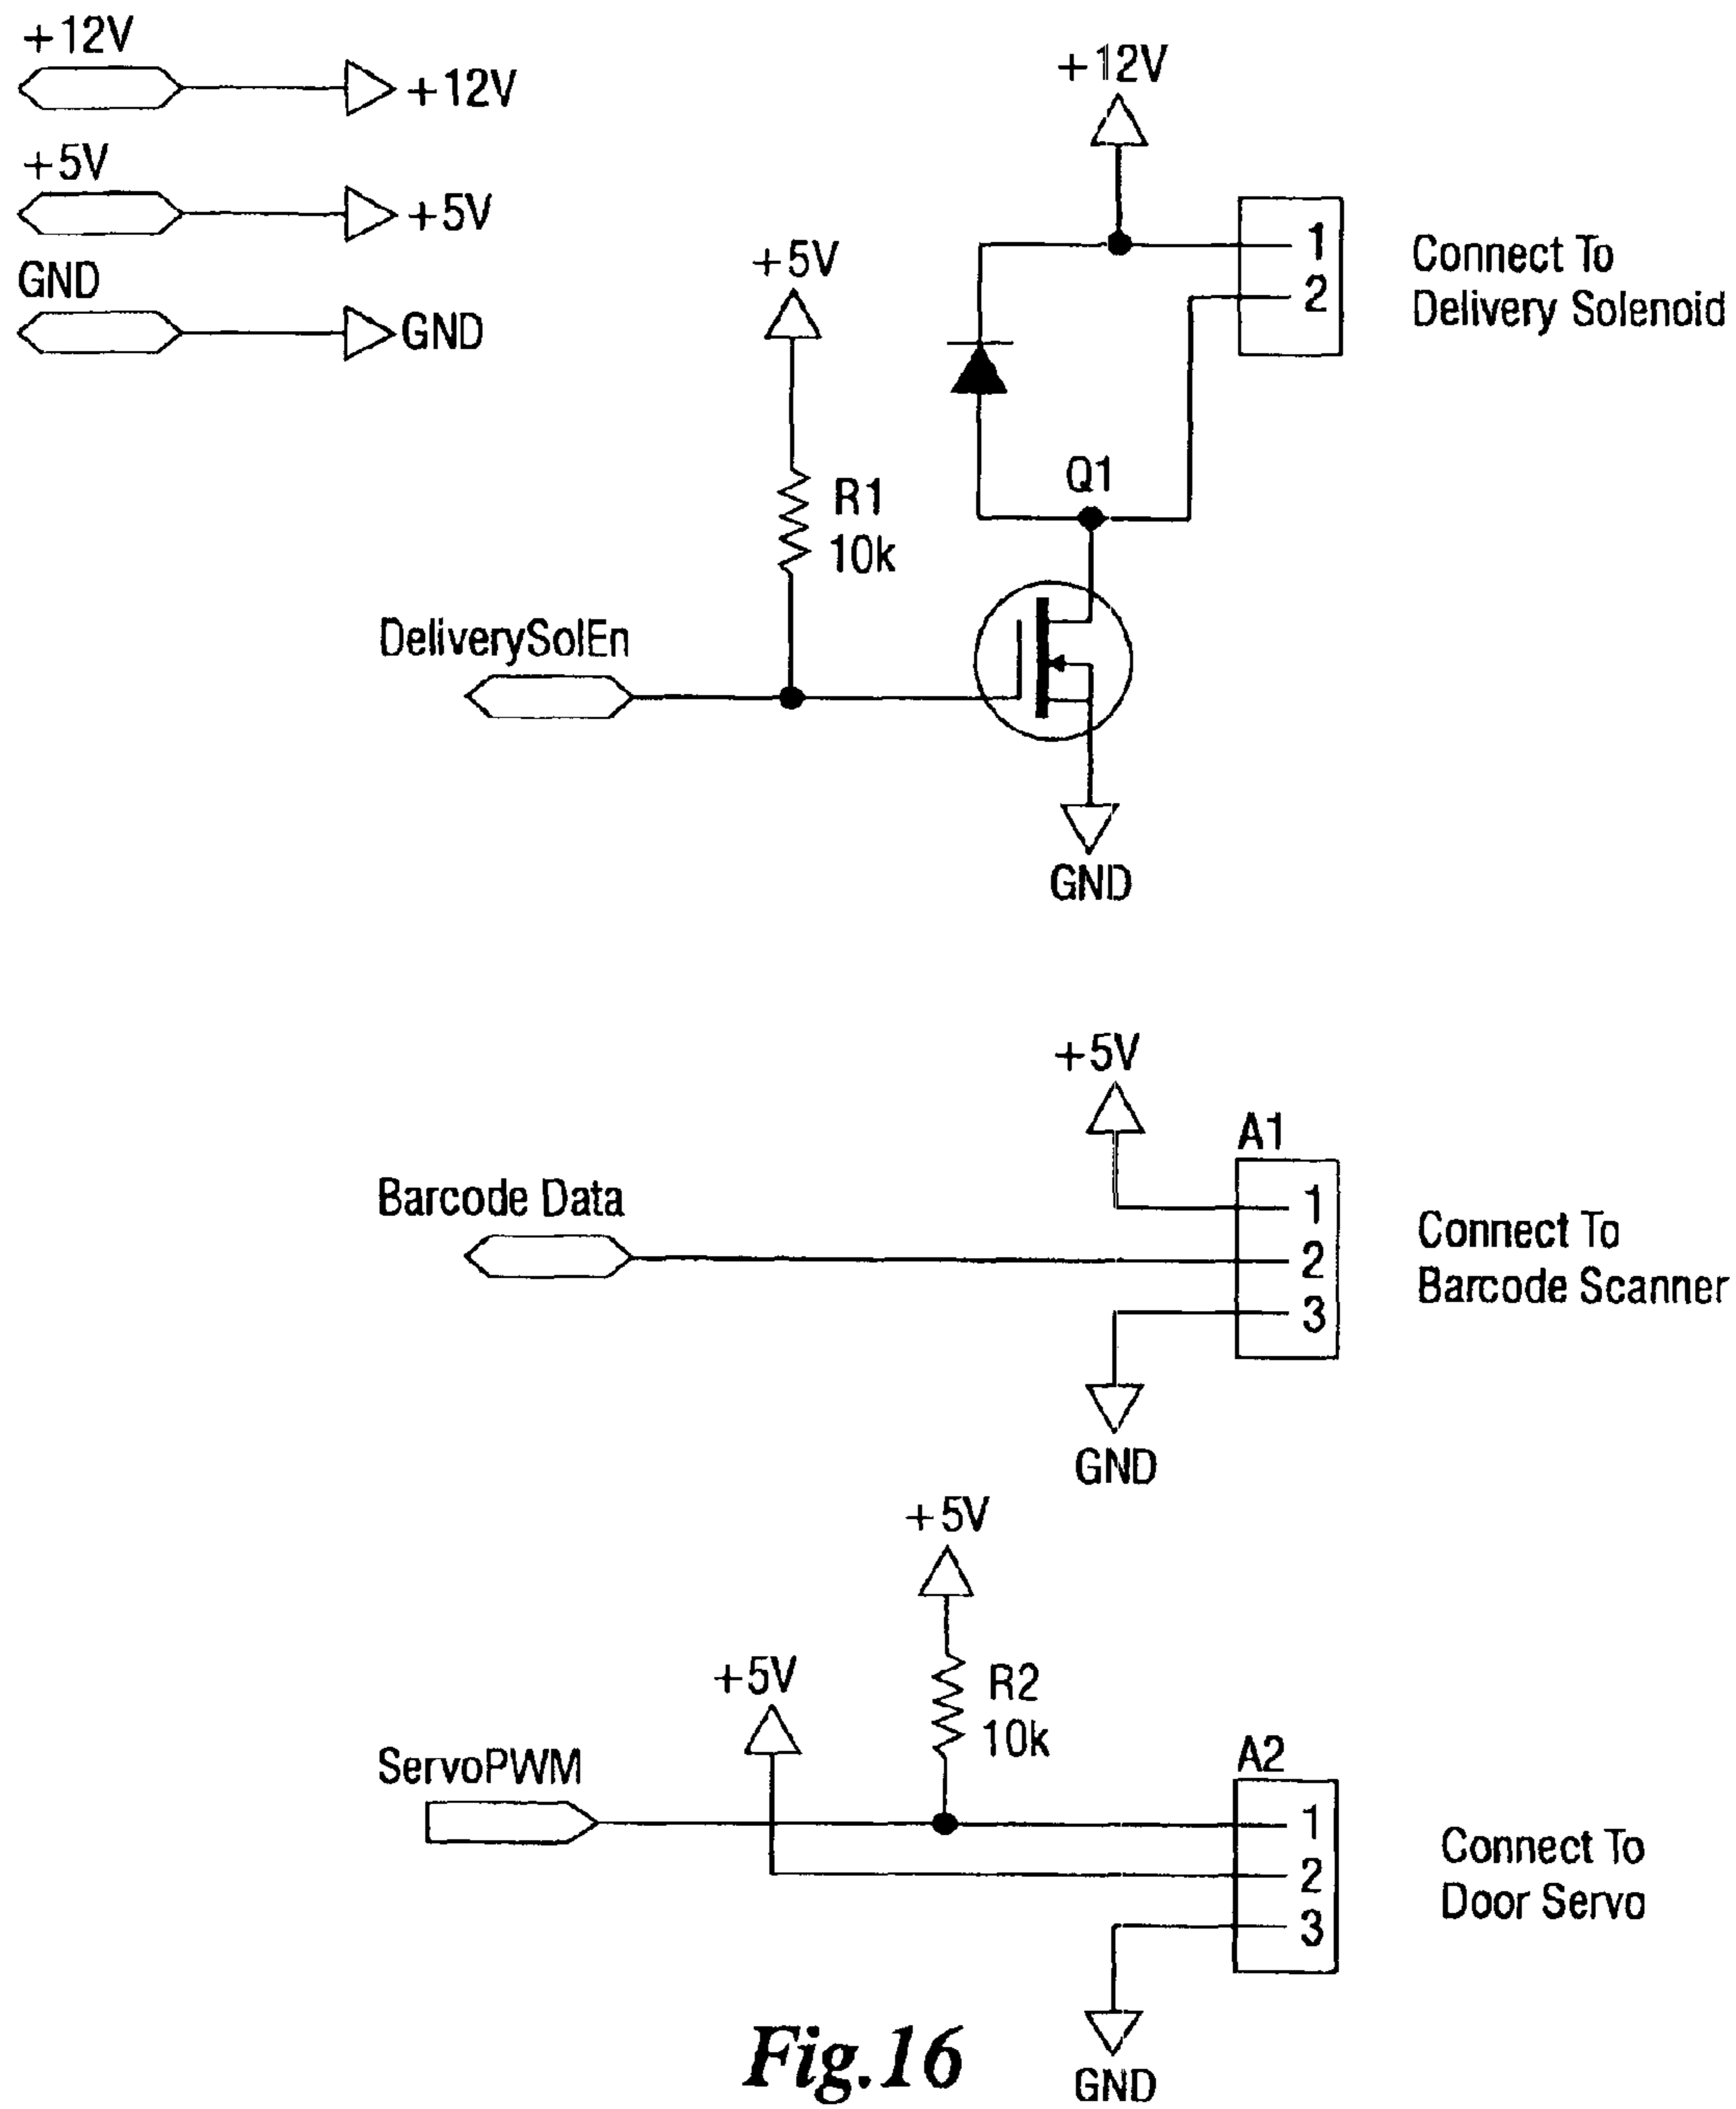 +12V
+12V
+5V
+5V
GND
GND
+12V
1
2
Connect To
Delivery Solenoid
+5V
R1
10k
Q1
DeliverySolEn
GND
+5V
A1
Barcode Data
1
2
3
Connect To
Barcode Scanner
GND
+5V
R2
10k
+5V
ServoPWM
A2
1
2
3
Connect To
Door Servo
GND
Fig.16